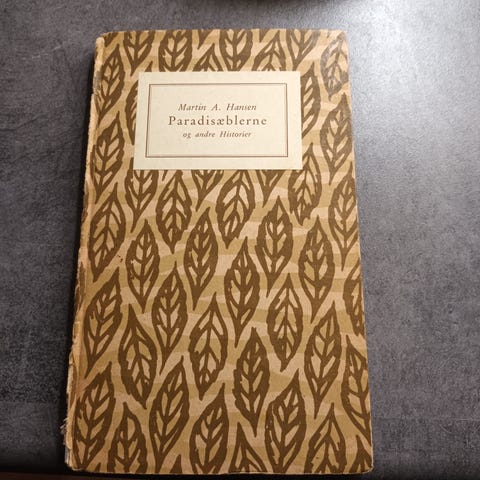 Martin A. Hansen
Paradisæblerne
og andre Historier